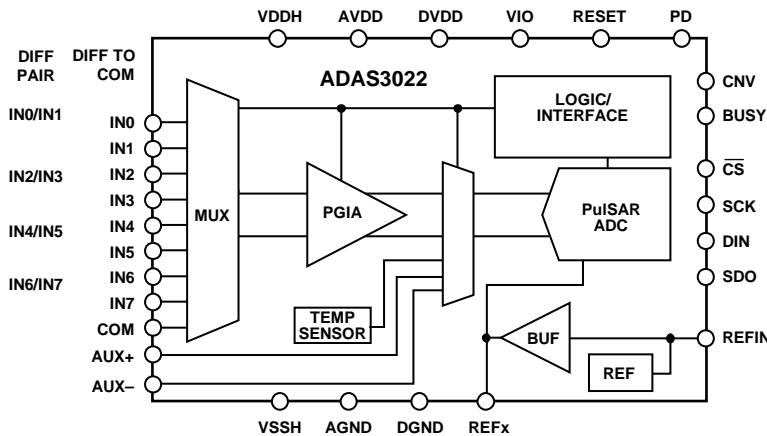 VDDH
AVDD
DVDD
VIO
RESET
PD
DIFF
PAIR
DIFF TO
COM
ADAS3022
IN0/IN1
IN2/IN3
IN4/IN5
IN6/IN7
IN0
IN1
IN2
IN3
IN4
IN5
IN6
IN7
COM
AUX+
AUX–
MUX
PGIA
TEMP
SENSOR
LOGIC/
INTERFACE
PulSAR
ADC
BUF
REF
CNV
BUSY
CS
SCK
DIN
SDO
REFIN
VSSH
AGND
DGND
REFx